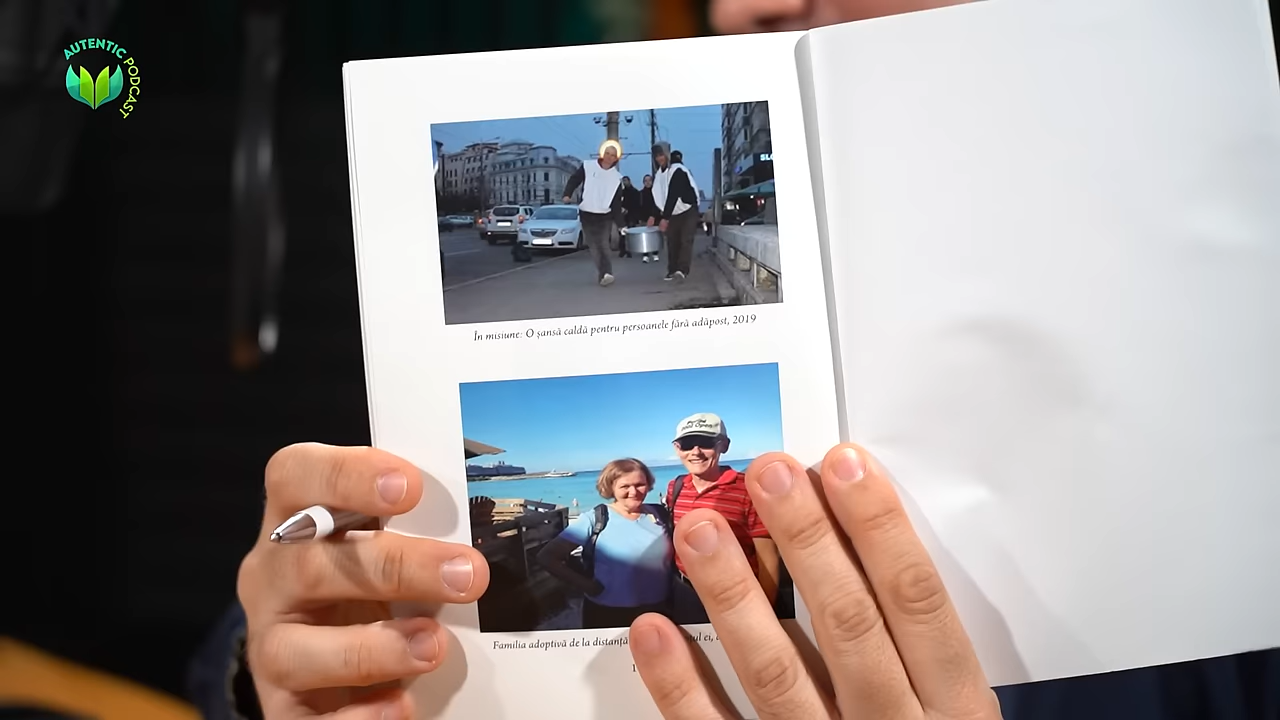 AUTENTIC PODCAST
În misiune: O șansă caldă pentru persoanele fără adăpost, 2019
Familia adoptivă de la distanță